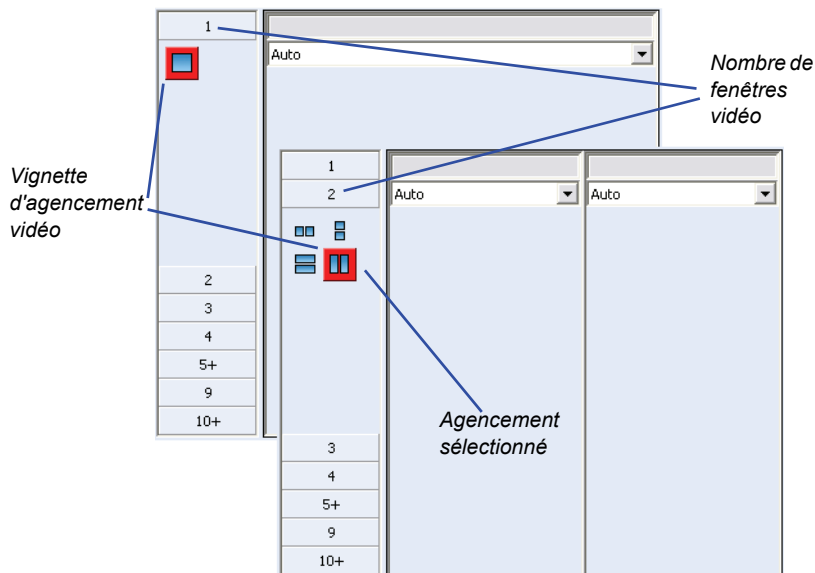 1
Auto
Nombre de
fenêtres
vidéo
Vignette
d'agencement
vidéo
2
3
4
5+
9
10+
1
2
Auto
Auto
Agencement
sélectionné
3
4
5+
9
10+